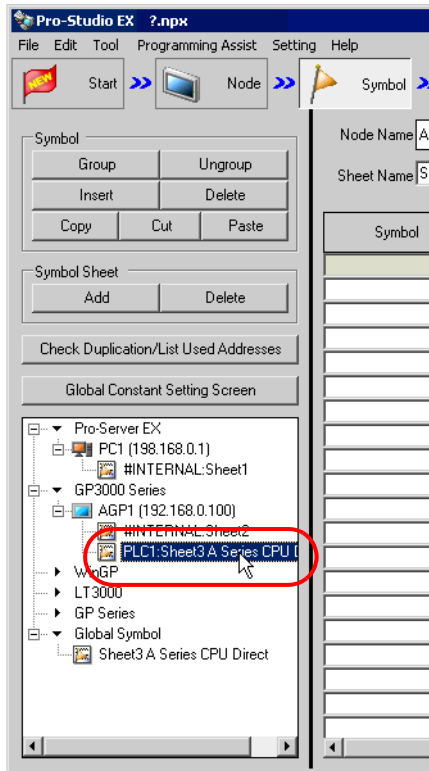 Pro-Studio EX ?.npx
File Edit Tool Programming Assist Setting Help
NEW Start Node Symbol
Symbol
Group Ungroup
Insert Delete
Copy Cut Paste
Symbol Sheet
Add Delete
Check Duplication/List Used Addresses
Global Constant Setting Screen
Pro-Server EX
PC1 (198.168.0.1)
#INTERNAL:Sheet1
GP3000 Series
AGP1 (192.168.0.100)
#INTERNAL:Sheet2
PLC1:Sheet3 A Series CPU D
WinGP
LT3000
GP Series
Global Symbol
Sheet3 A Series CPU Direct
Node Name A
Sheet Name S
Symbol